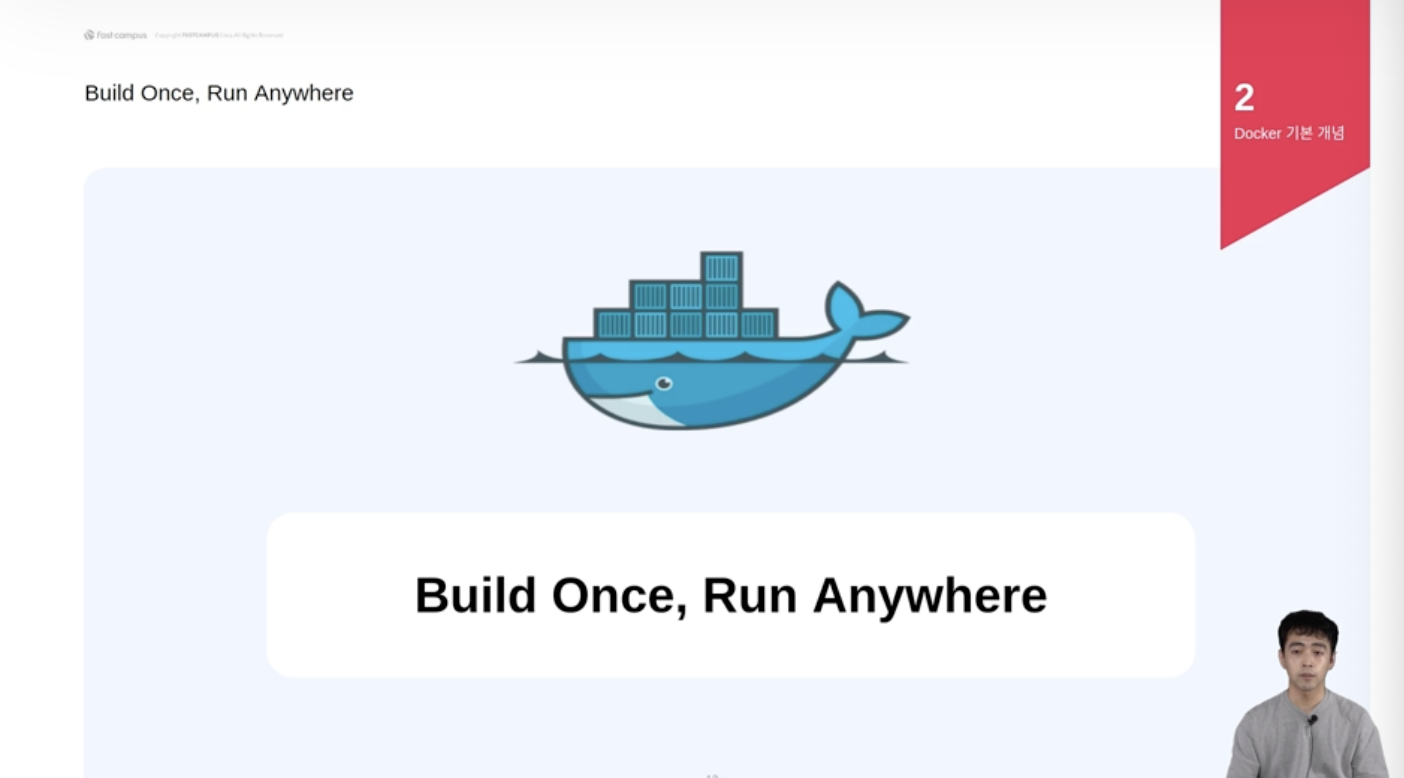 fast campus Copyright FASTCAMPUS Corp. All Rights Reserved
Build Once, Run Anywhere
2
Docker 기본 개념
Build Once, Run Anywhere